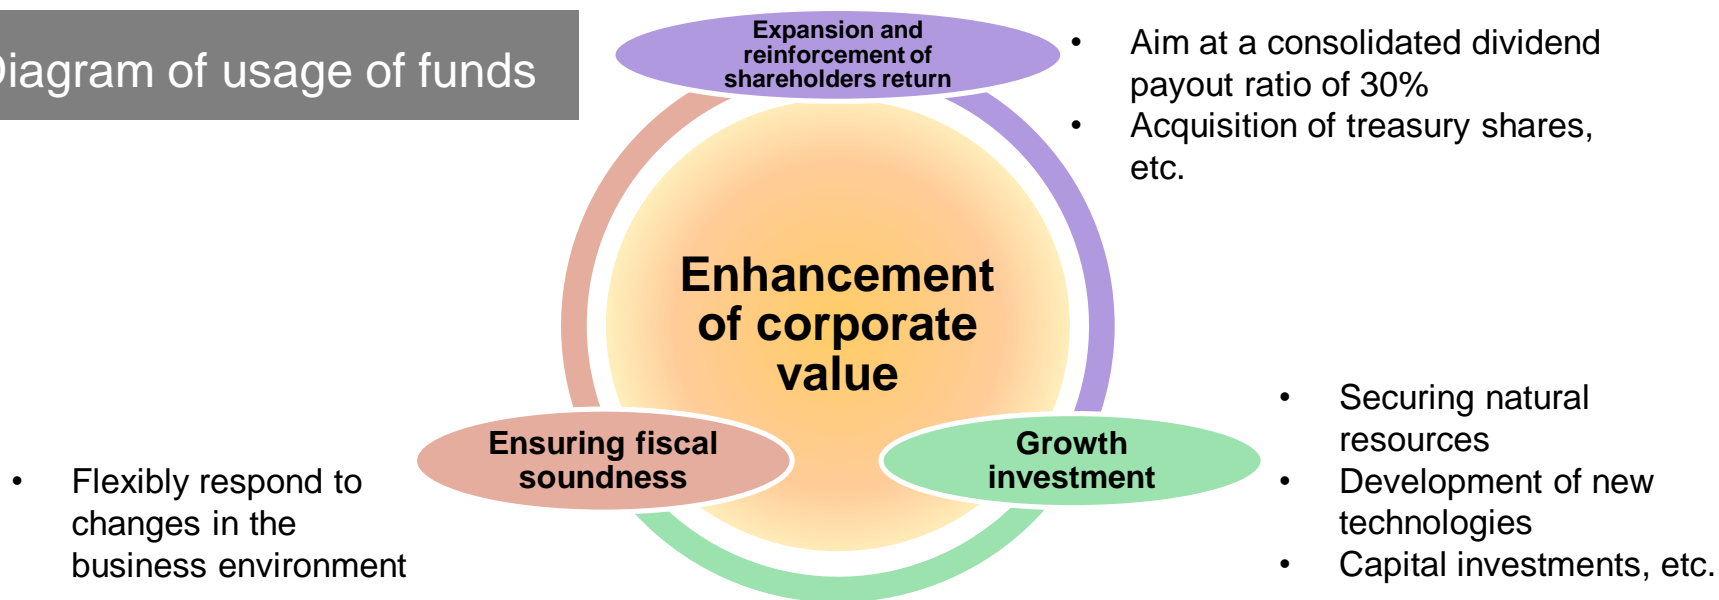 Diagram of usage of funds
Expansion and
reinforcement of
shareholders return
• Aim at a consolidated dividend
payout ratio of 30%
• Acquisition of treasury shares,
etc.
Enhancement
of corporate
value
Ensuring fiscal
soundness
Growth
investment
• Flexibly respond to
changes in the
business environment
• Securing natural
resources
• Development of new
technologies
• Capital investments, etc.